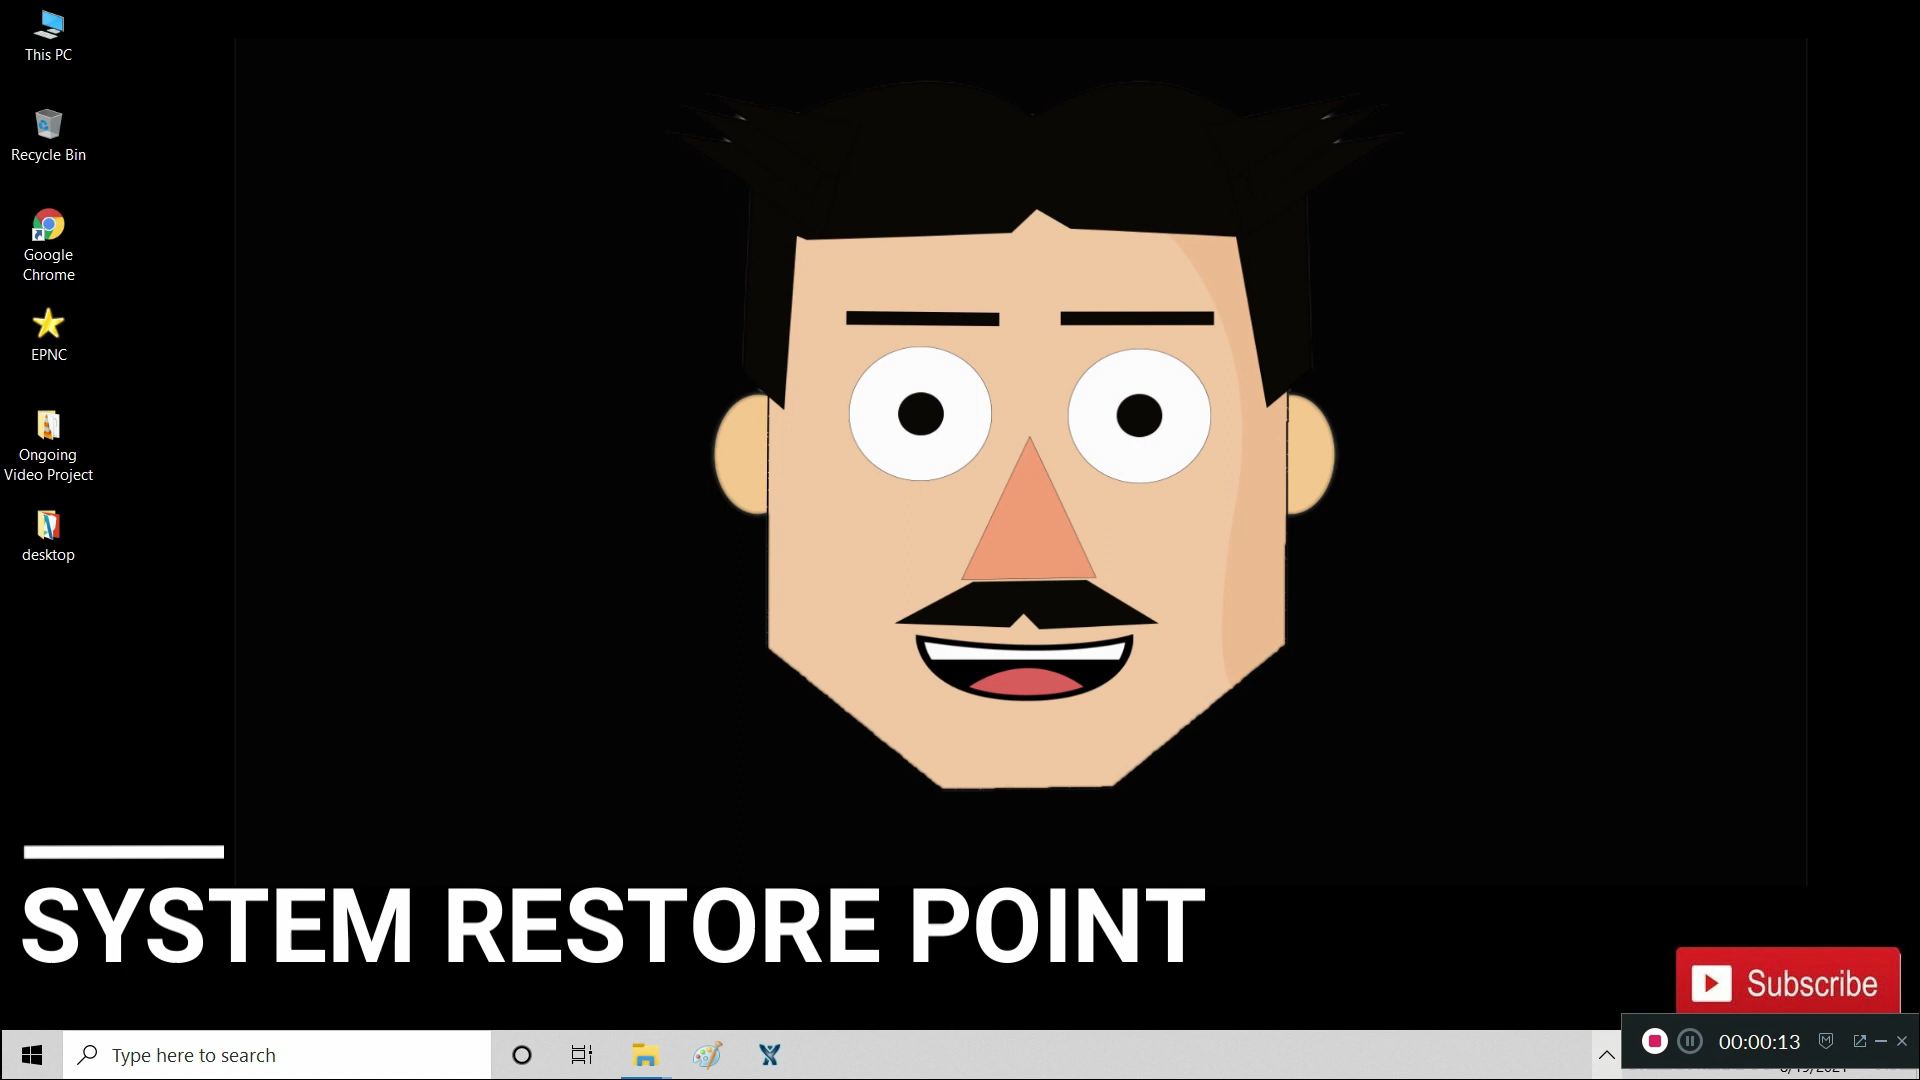 This PC
Recycle Bin
Google
Chrome
EPNC
Ongoing
Video Project
desktop
SYSTEM RESTORE POINT
Subscribe
Type here to search
00:00:13